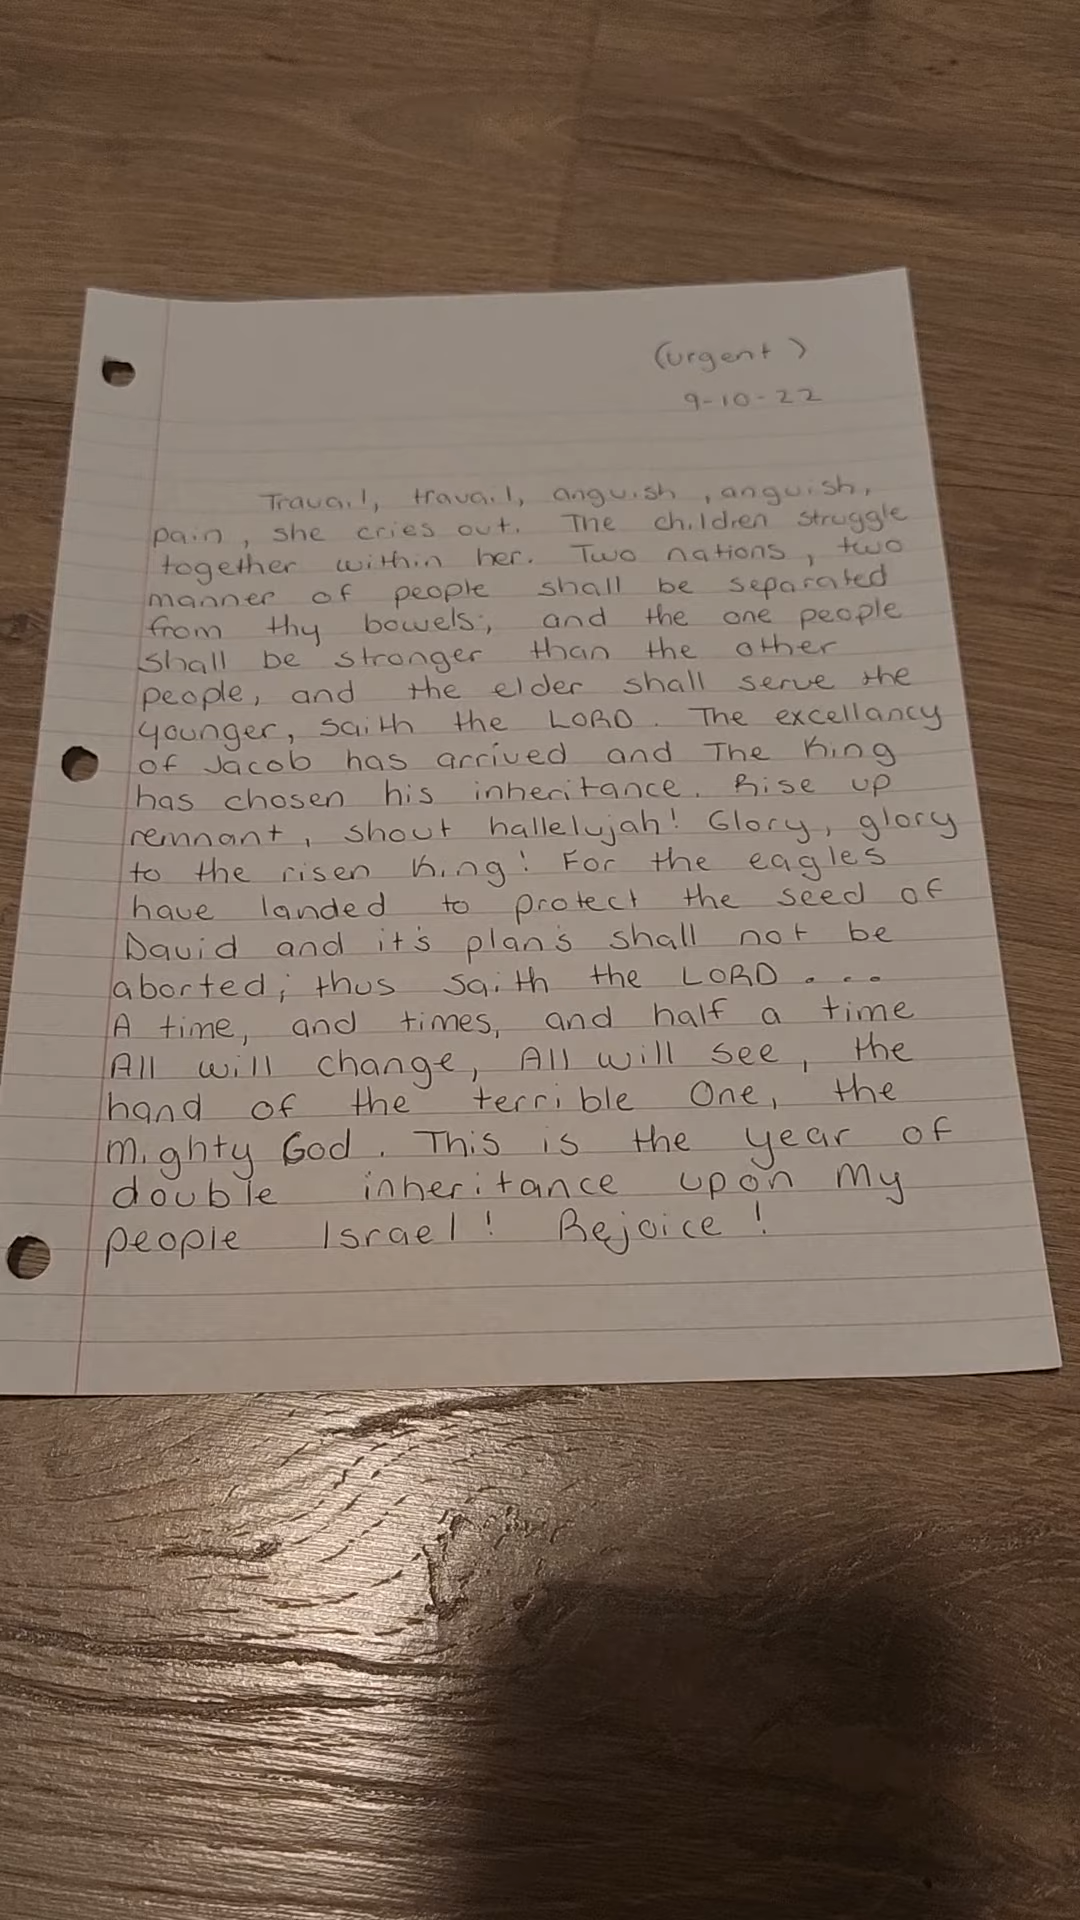 (urgent)
9-10-22
Travail, travail, anguish, anguish,
pain, she cries out. The children struggle
together within her. Two nations, two
manner of people shall be separated
from thy bowels; and the one people
shall be stronger than the other
people, and the elder shall serve the
younger, saith the LORD. The excellancy
of Jacob has arrived and The King
has chosen his inheritance. Rise up
remnant, shout hallelujah! Glory, glory
to the risen King! For the eagles
have landed to protect the seed of
David and it's plan's shall not be
aborted; thus saith the LORD....
A time, and times, and half a time
All will change, All will see, the
hand of the terrible One, the
mighty God. This is the year of
double inheritance upon My
people Israel! Rejoice!